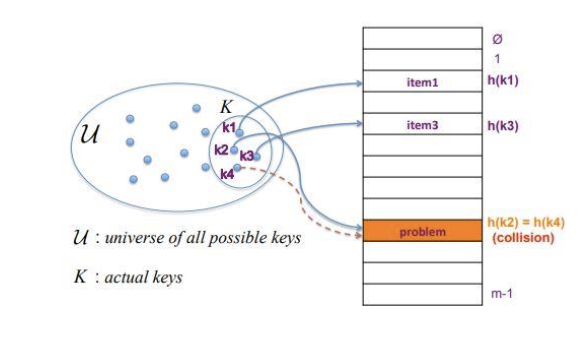 Ø
1
item1
h(k1)
K
k1
U
item3
h(k3)
k2
k3
k4
problem
h(k2) = h(k4)
(collision)
U : universe of all possible keys
K : actual keys
m-1